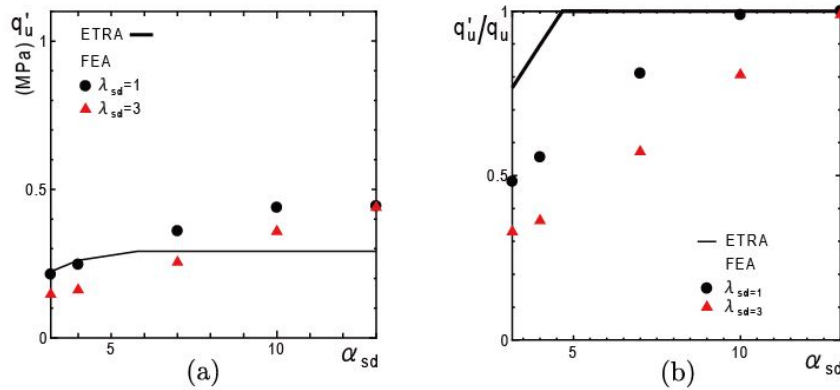 q'u
(MPa)
1
0.5
0
5
10
αsd
ETRA
FEA
λsd=1
λsd=3
(a)
q'u/qu
1
0.5
0
5
10
αsd
ETRA
FEA
λsd=1
λsd=3
(b)